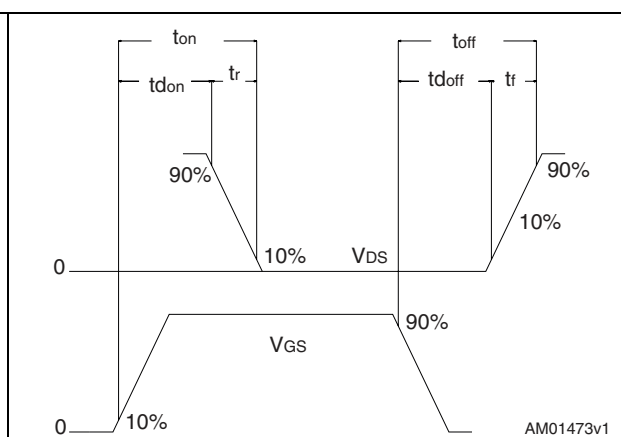 ton toff
tdon tr tdoff tf
90% 90%
10% 10%
0 VDS
VGS 90%
0 10%
AM01473v1